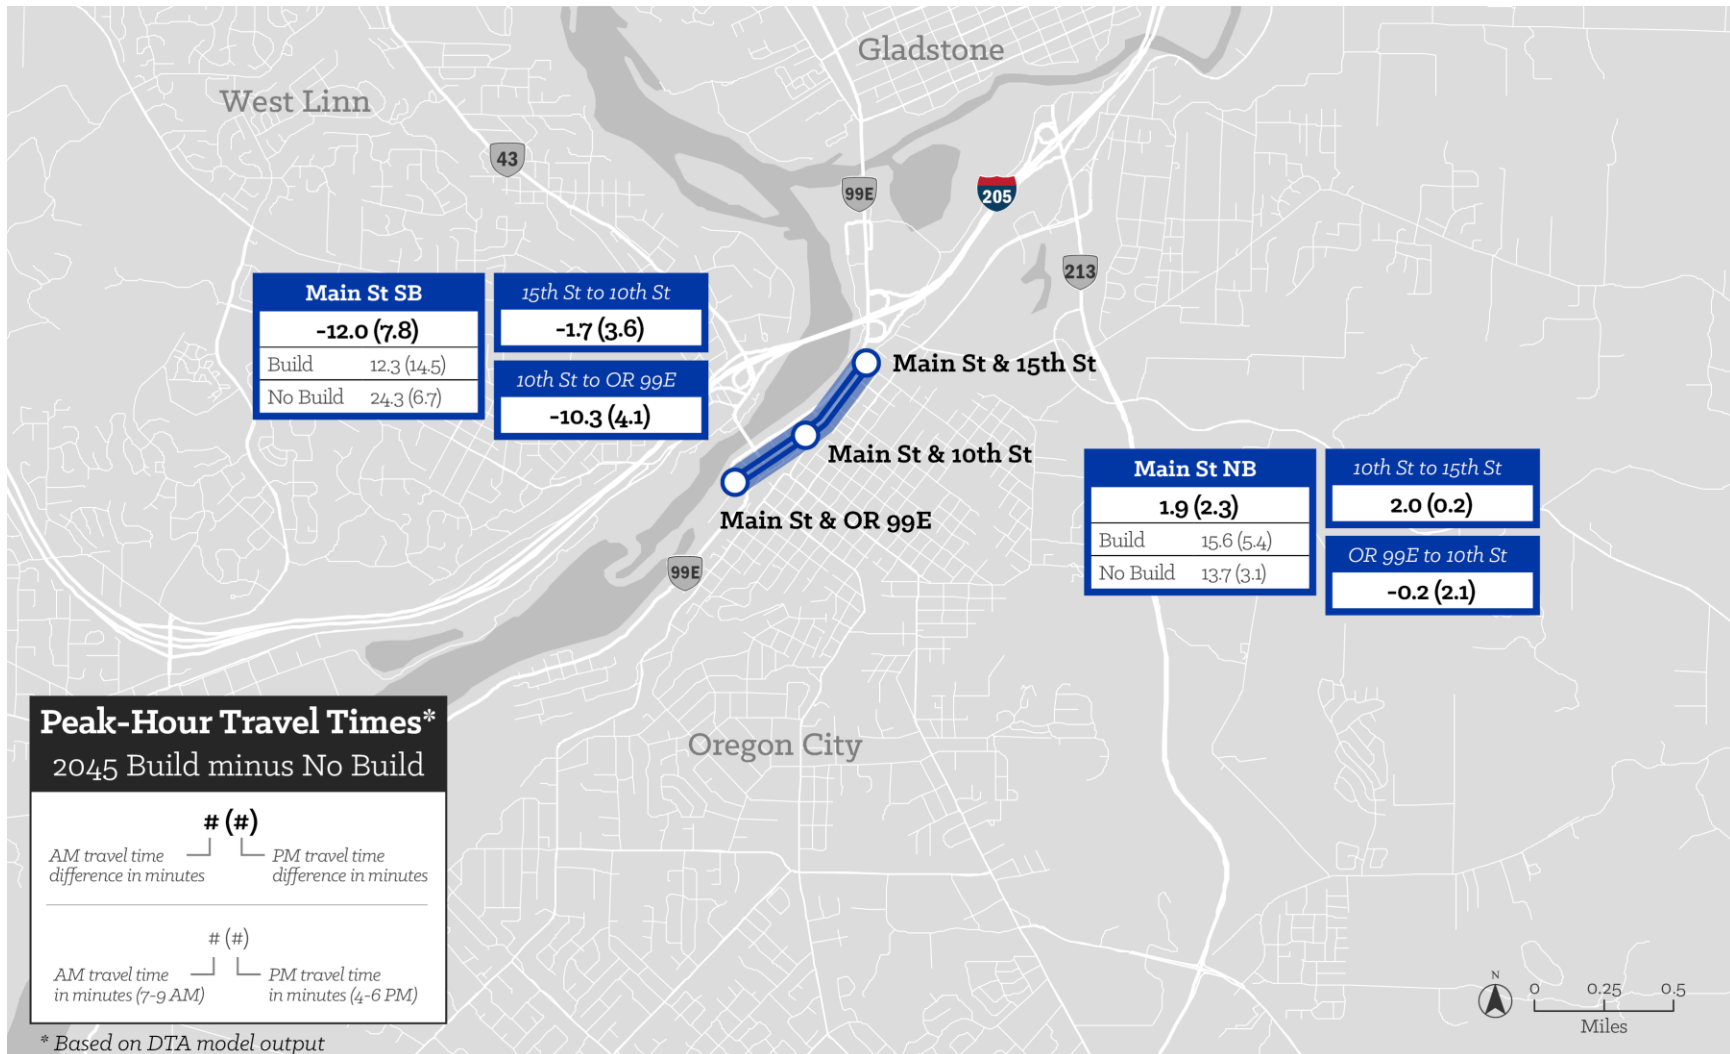 Gladstone
West Linn
43
99E
205
213
Main St SB
-12.0 (7.8)
Build 12.3 (14.5)
No Build 24.3 (6.7)
15th St to 10th St
-1.7 (3.6)
10th St to OR 99E
-10.3 (4.1)
Main St & 15th St
Main St & 10th St
Main St & OR 99E
99E
Main St NB
1.9 (2.3)
Build 15.6 (5.4)
No Build 13.7 (3.1)
10th St to 15th St
2.0 (0.2)
OR 99E to 10th St
-0.2 (2.1)
Oregon City
Peak-Hour Travel Times*
2045 Build minus No Build
# (#)
AM travel time
difference in minutes
PM travel time
difference in minutes
# (#)
AM travel time
in minutes (7-9 AM)
PM travel time
in minutes (4-6 PM)
* Based on DTA model output
N
0 0.25 0.5
Miles